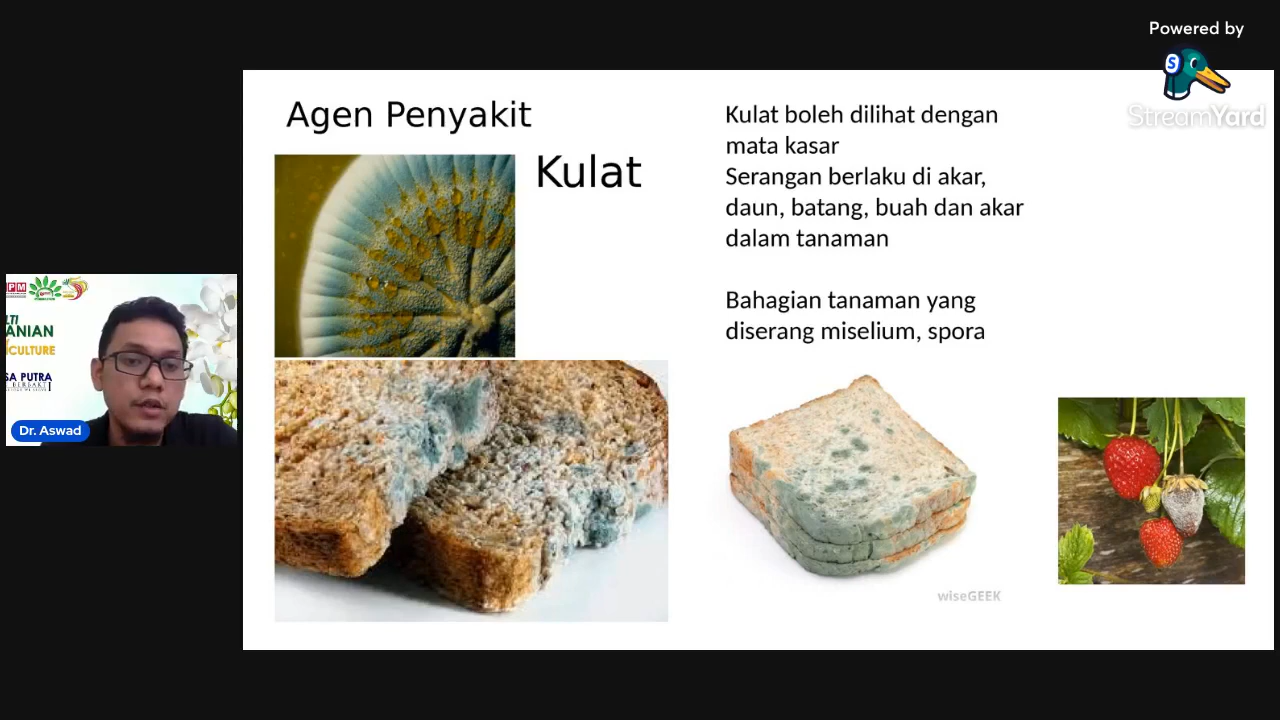 Powered by
StreamYard
Agen Penyakit
Kulat
Kulat boleh dilihat dengan
mata kasar
Serangan berlaku di akar,
daun, batang, buah dan akar
dalam tanaman
Bahagian tanaman yang
diserang miselium, spora
wiseGEEK
Dr. Aswad